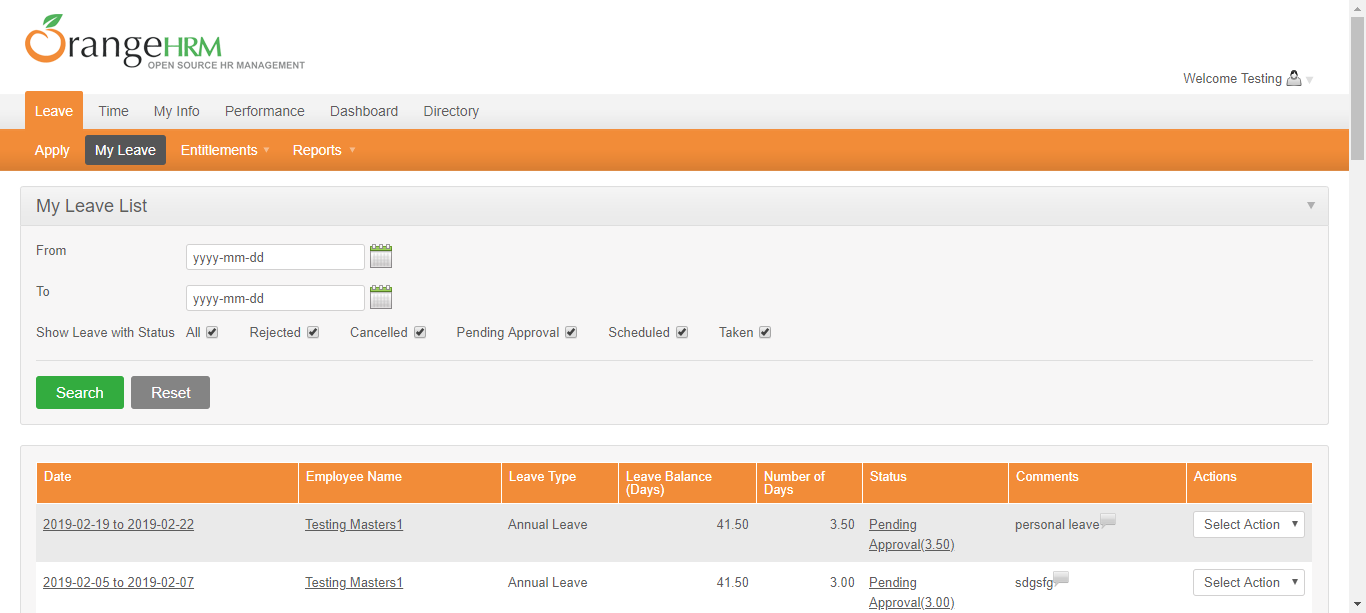 OrangeHRM
OPEN SOURCE HR MANAGEMENT
Welcome Testing
Leave Time My Info Performance Dashboard Directory
Apply My Leave Entitlements Reports
My Leave List
From yyyy-mm-dd
To yyyy-mm-dd
Show Leave with Status All Rejected Cancelled Pending Approval Scheduled Taken
Search Reset
Date Employee Name Leave Type Leave Balance Number of Status Comments Actions
(Days) Days
2019-02-19 to 2019-02-22 Testing Masters1 Annual Leave 41.50 3.50 Pending personal leave Select Action
Approval(3.50)
2019-02-05 to 2019-02-07 Testing Masters1 Annual Leave 41.50 3.00 Pending sdgsfg Select Action
Approval(3.00)